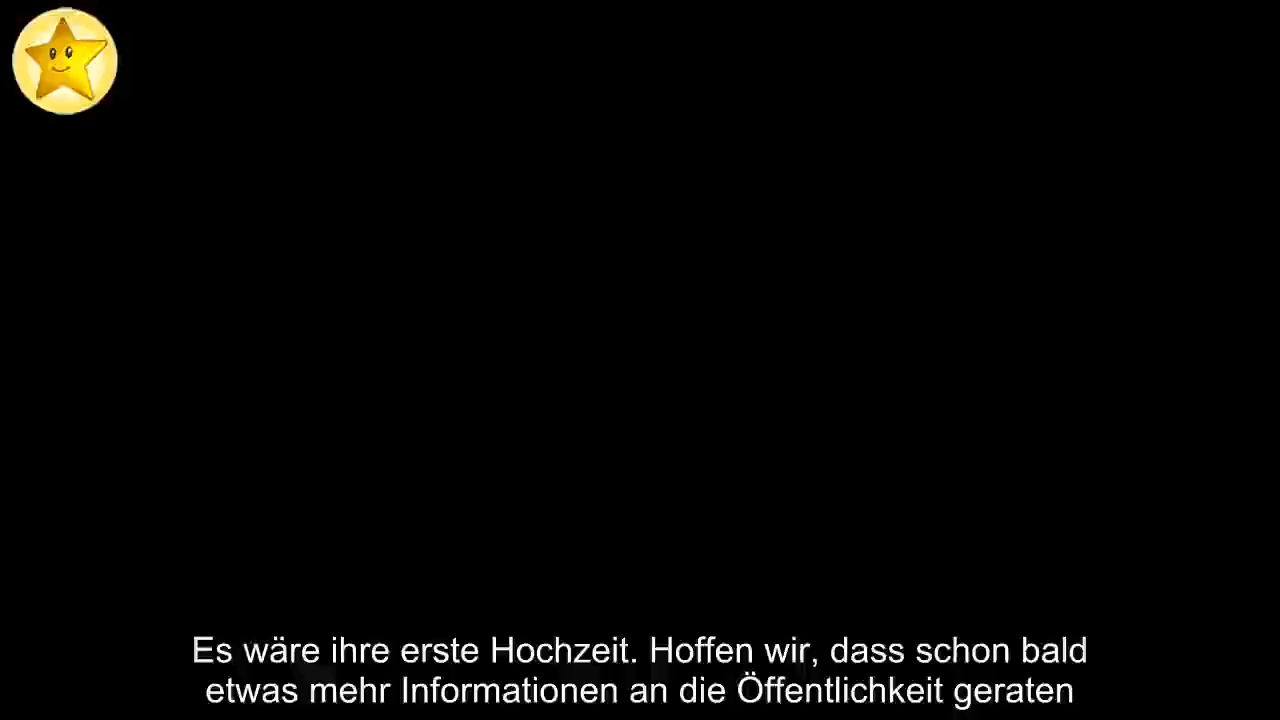 Es wäre ihre erste Hochzeit. Hoffen wir, dass schon bald
etwas mehr Informationen an die Öffentlichkeit geraten